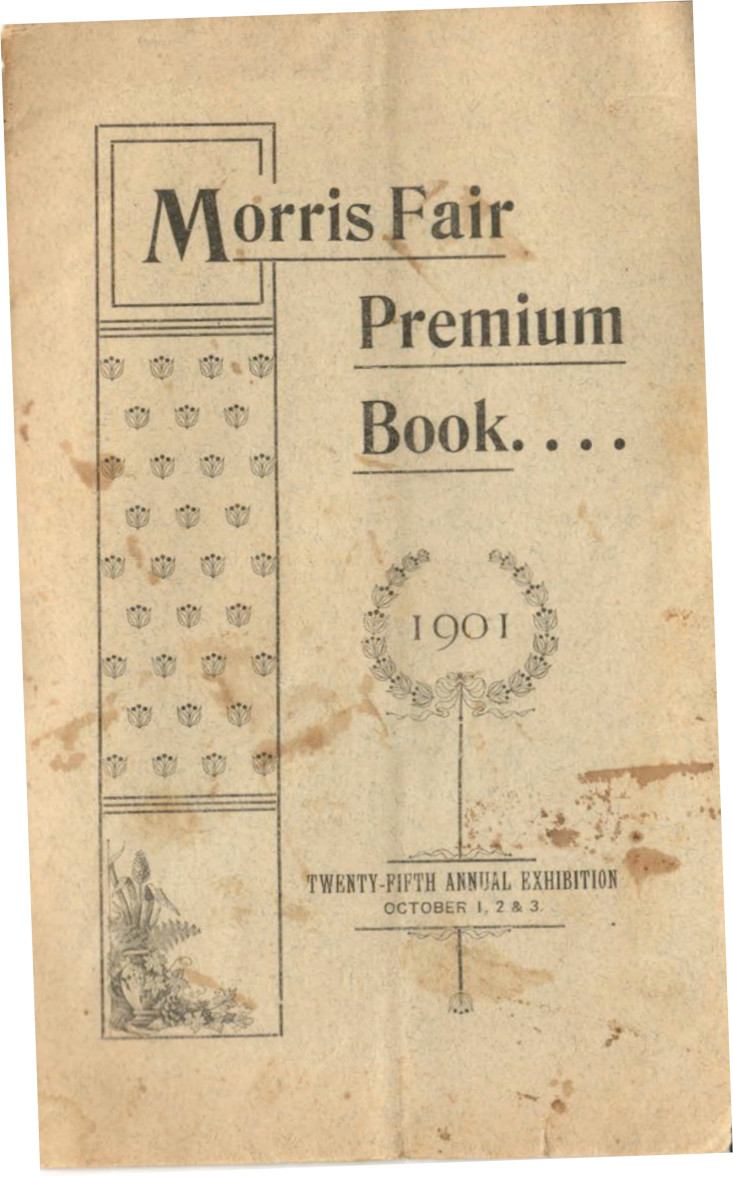 Morris Fair
Premium
Book....
1901
TWENTY-FIFTH ANNUAL EXHIBITION
OCTOBER 1, 2 & 3.